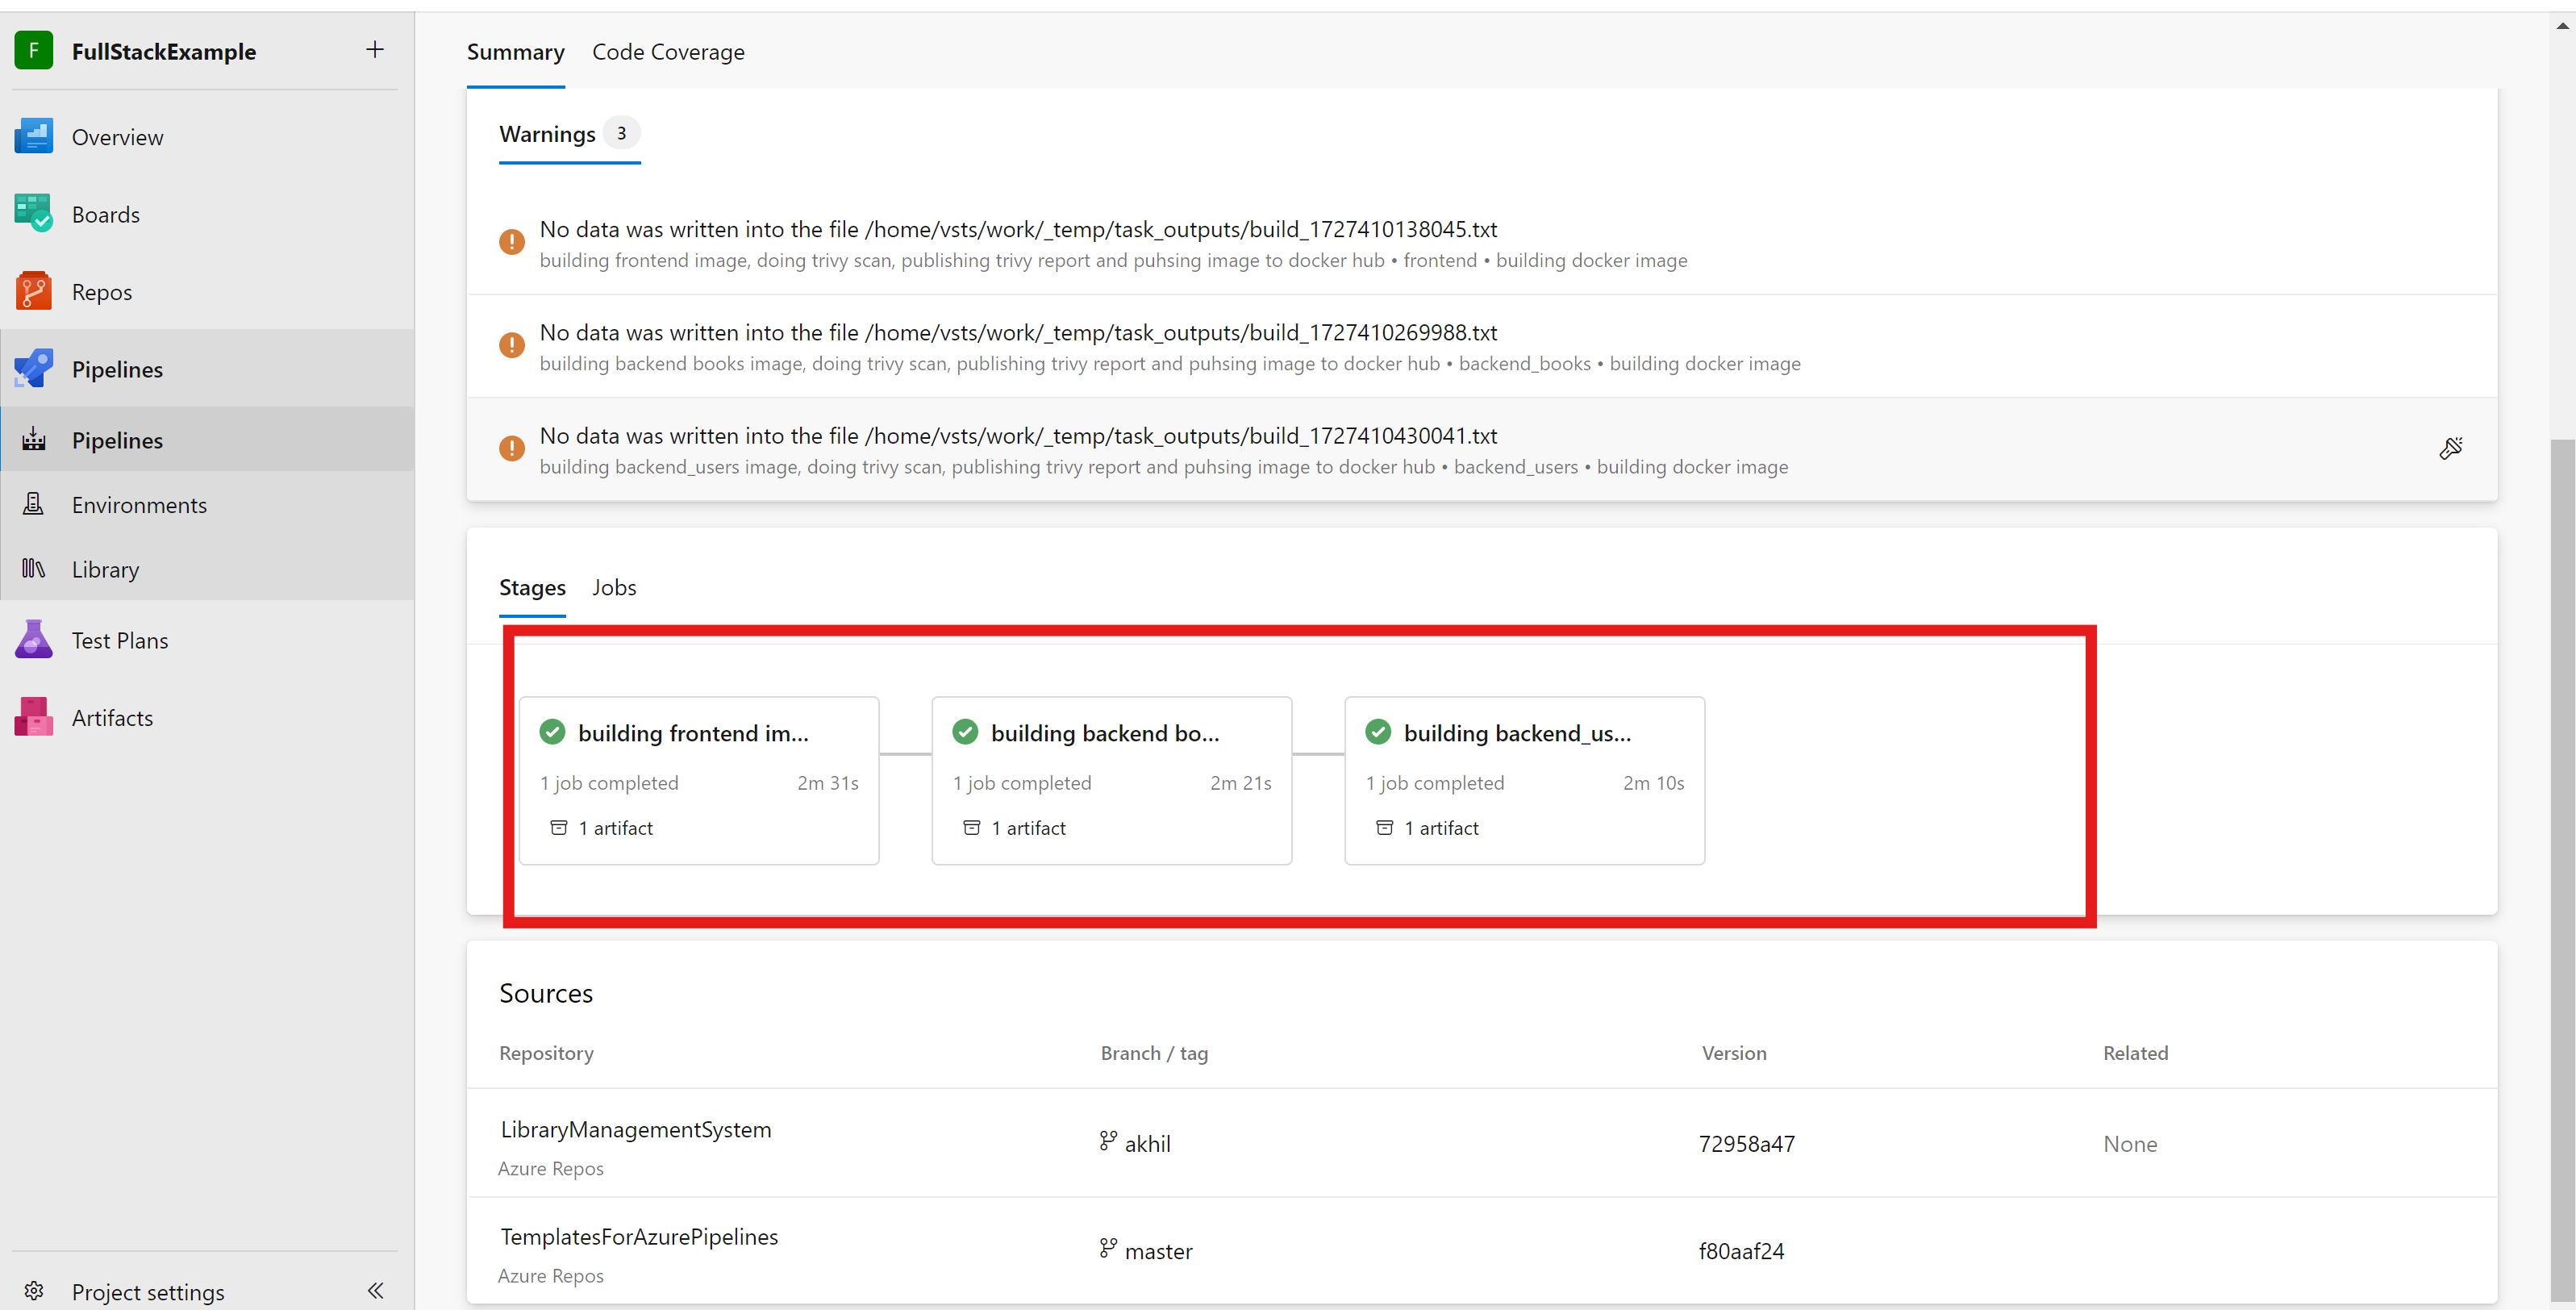 F FullStackExample
Overview
Boards
Repos
Pipelines
Pipelines
Environments
Library
Test Plans
Artifacts
Project settings
Summary Code Coverage
Warnings 3
No data was written into the file /home/vsts/work/_temp/task_outputs/build_1727410138045.txt
building frontend image, doing trivy scan, publishing trivy report and puhsing image to docker hub • frontend • building docker image
No data was written into the file /home/vsts/work/_temp/task_outputs/build_1727410269988.txt
building backend books image, doing trivy scan, publishing trivy report and puhsing image to docker hub • backend_books • building docker image
No data was written into the file /home/vsts/work/_temp/task_outputs/build_1727410430041.txt
building backend_users image, doing trivy scan, publishing trivy report and puhsing image to docker hub • backend_users • building docker image
Stages Jobs
building frontend im...
1 job completed 2m 31s
1 artifact
building backend bo...
1 job completed 2m 21s
1 artifact
building backend_us...
1 job completed 2m 10s
1 artifact
Sources
Repository Branch / tag Version Related
LibraryManagementSystem
Azure Repos
akhil 72958a47 None
TemplatesForAzurePipelines
Azure Repos
master f80aaf24